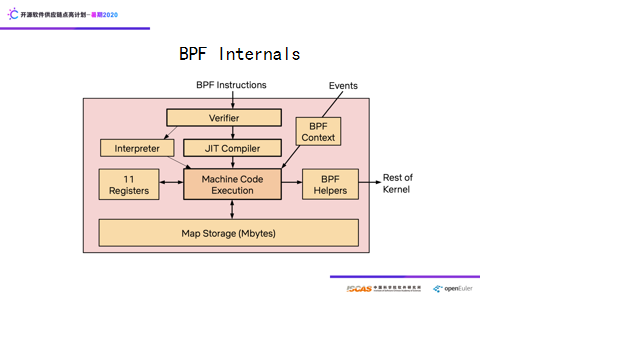 开源软件供应链点亮计划-暑期2020
BPF Internals
BPF Instructions
Events
Verifier
BPF
Context
Interpreter
JIT Compiler
11
Registers
Machine Code
Execution
BPF
Helpers
Rest of
Kernel
Map Storage (Mbytes)
ISCAS 中国科学院软件研究所
openEuler